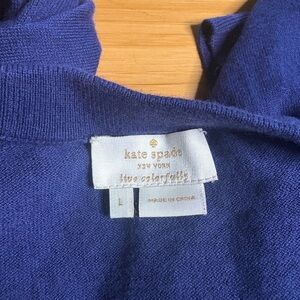 kate spade
NEW YORK
live colorfully
L
MADE IN CHINA